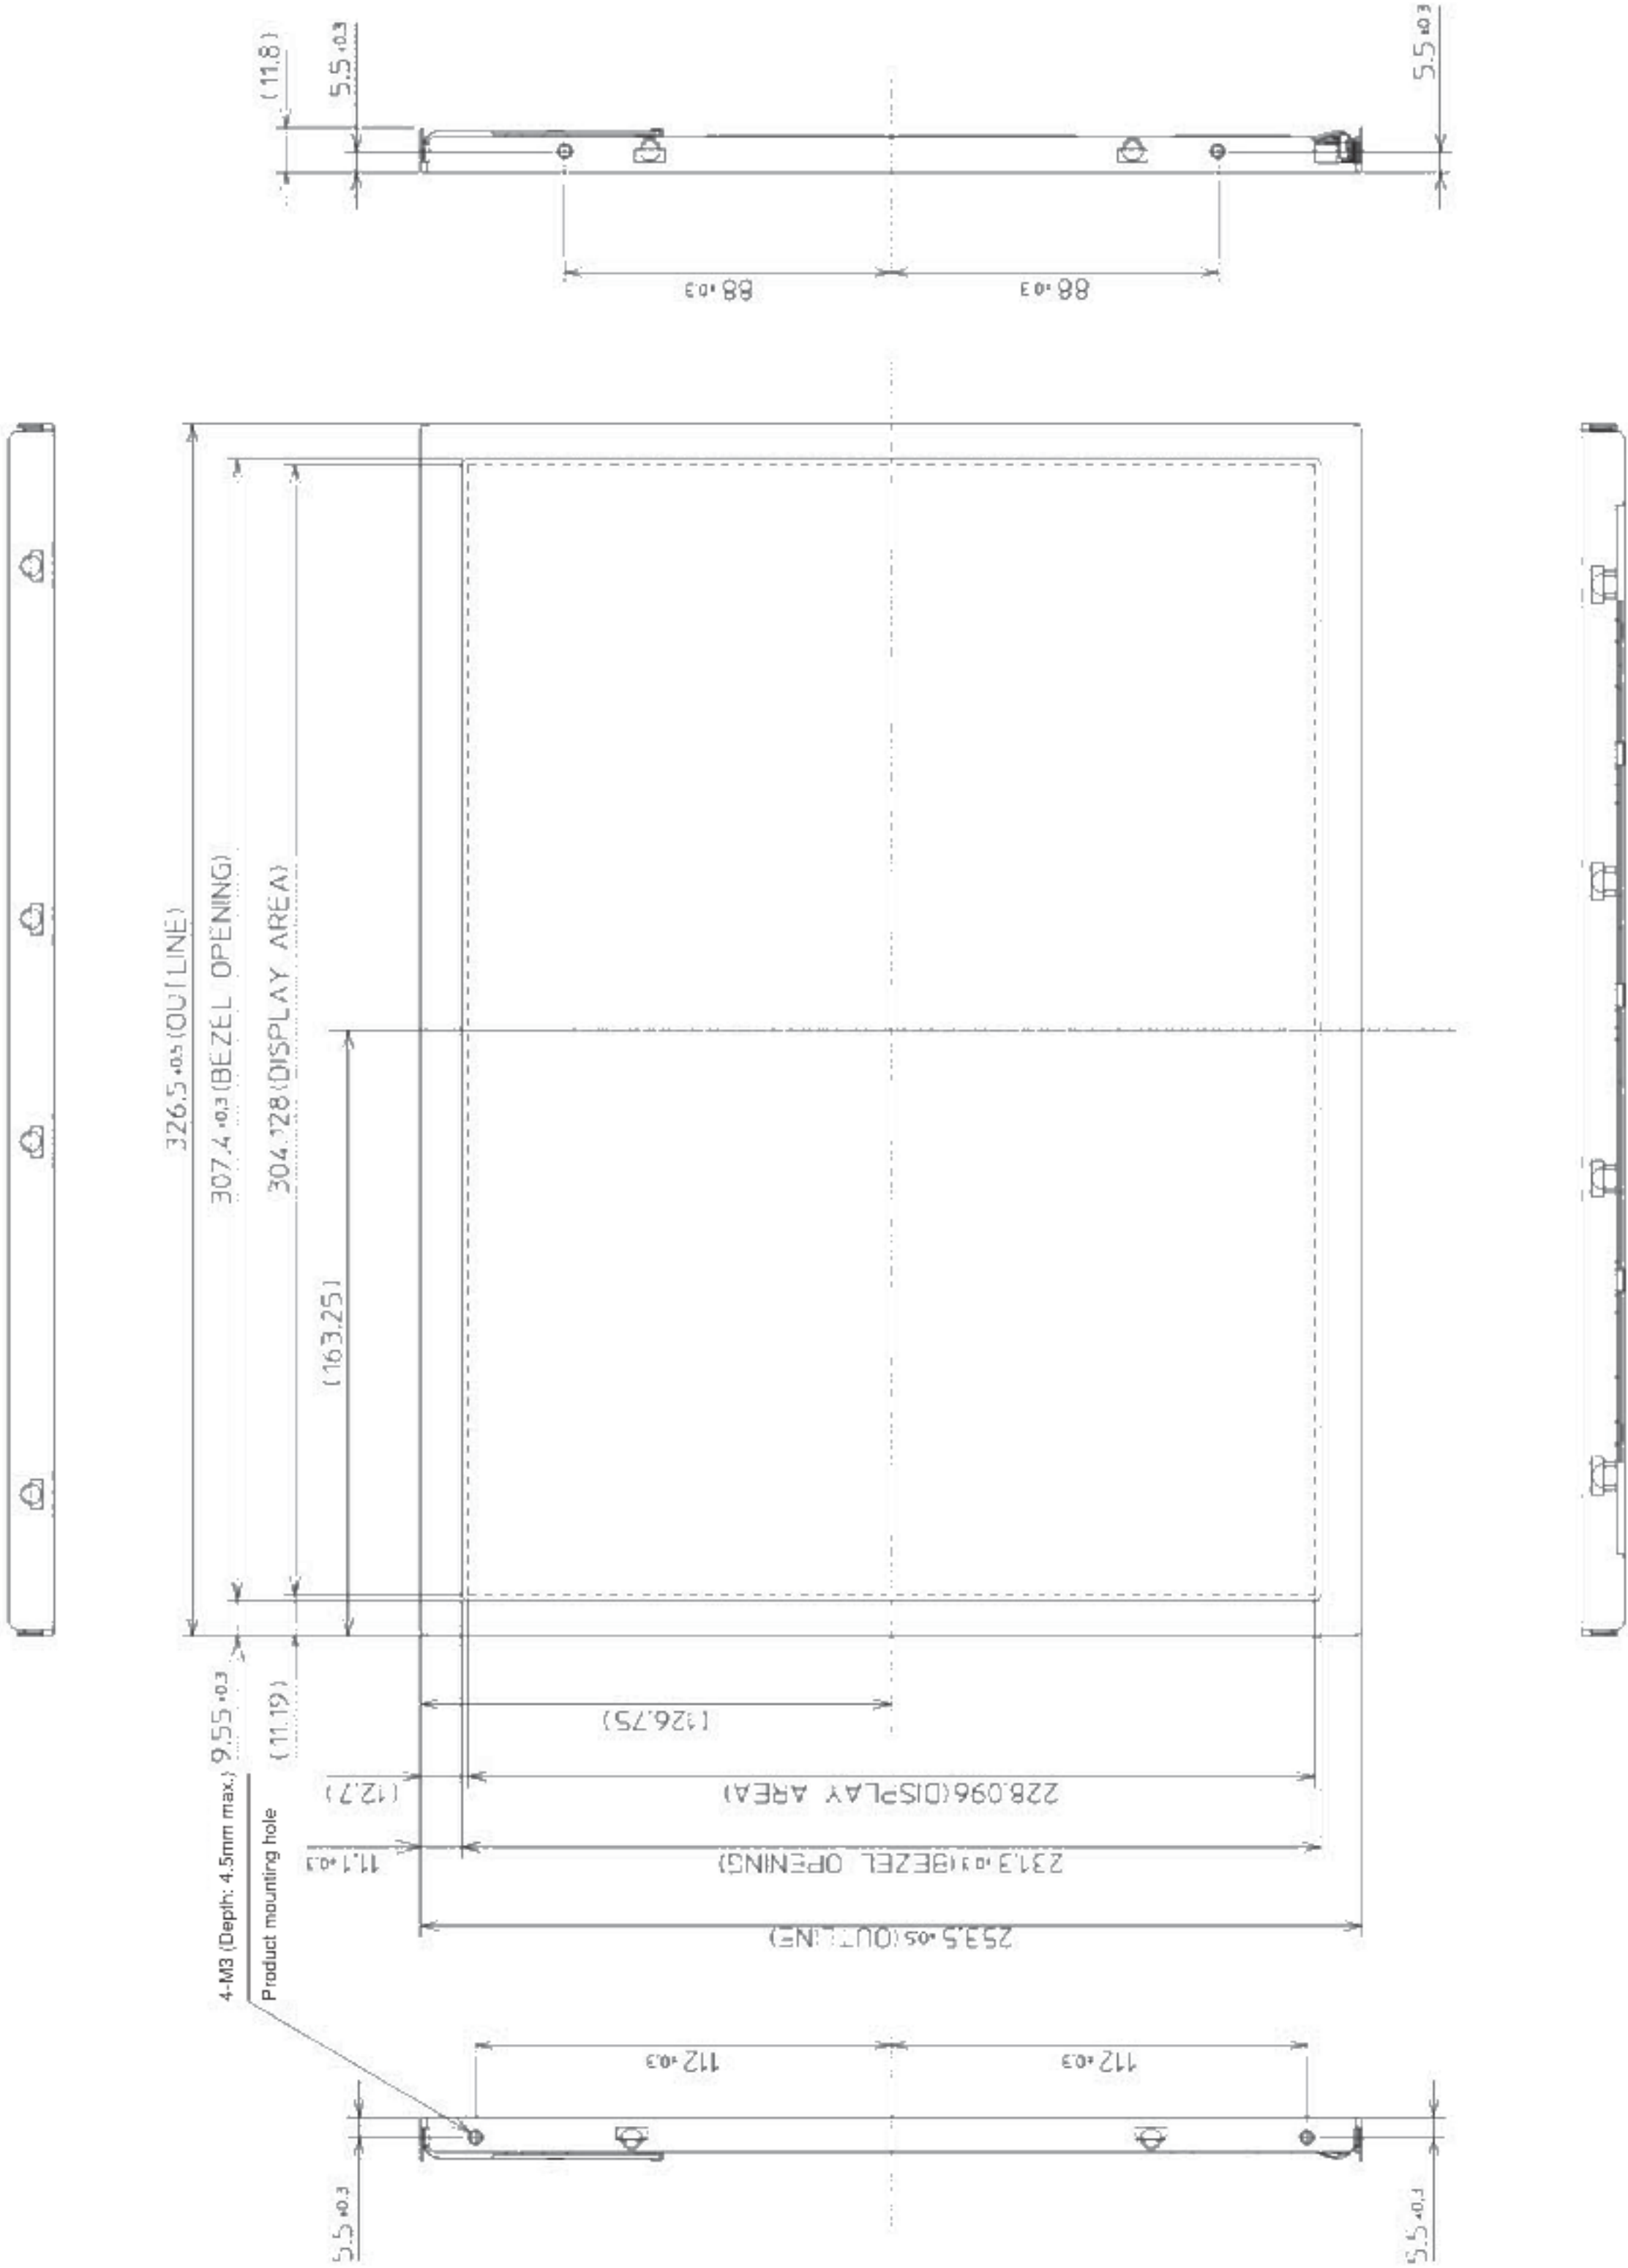 (11.8)
5.5 ±0.3
5.5 ±0.3
88 ±0.3
88 ±0.3
326.5 ±0.5 (OUTLINE)
307.4 ±0.3 (BEZEL OPENING)
304.128 (DISPLAY AREA)
(163.25)
9.55 ±0.3
(11.19)
(126.75)
(12.7)
228.096 (DISPLAY AREA)
11.1 ±0.3
231.3 ±0.3 (BEZEL OPENING)
253.5 ±0.5 (OUTLINE)
4-M3 (Depth: 4.5mm max.)
Product mounting hole
112 ±0.3
112 ±0.3
5.5 ±0.3
5.5 ±0.3